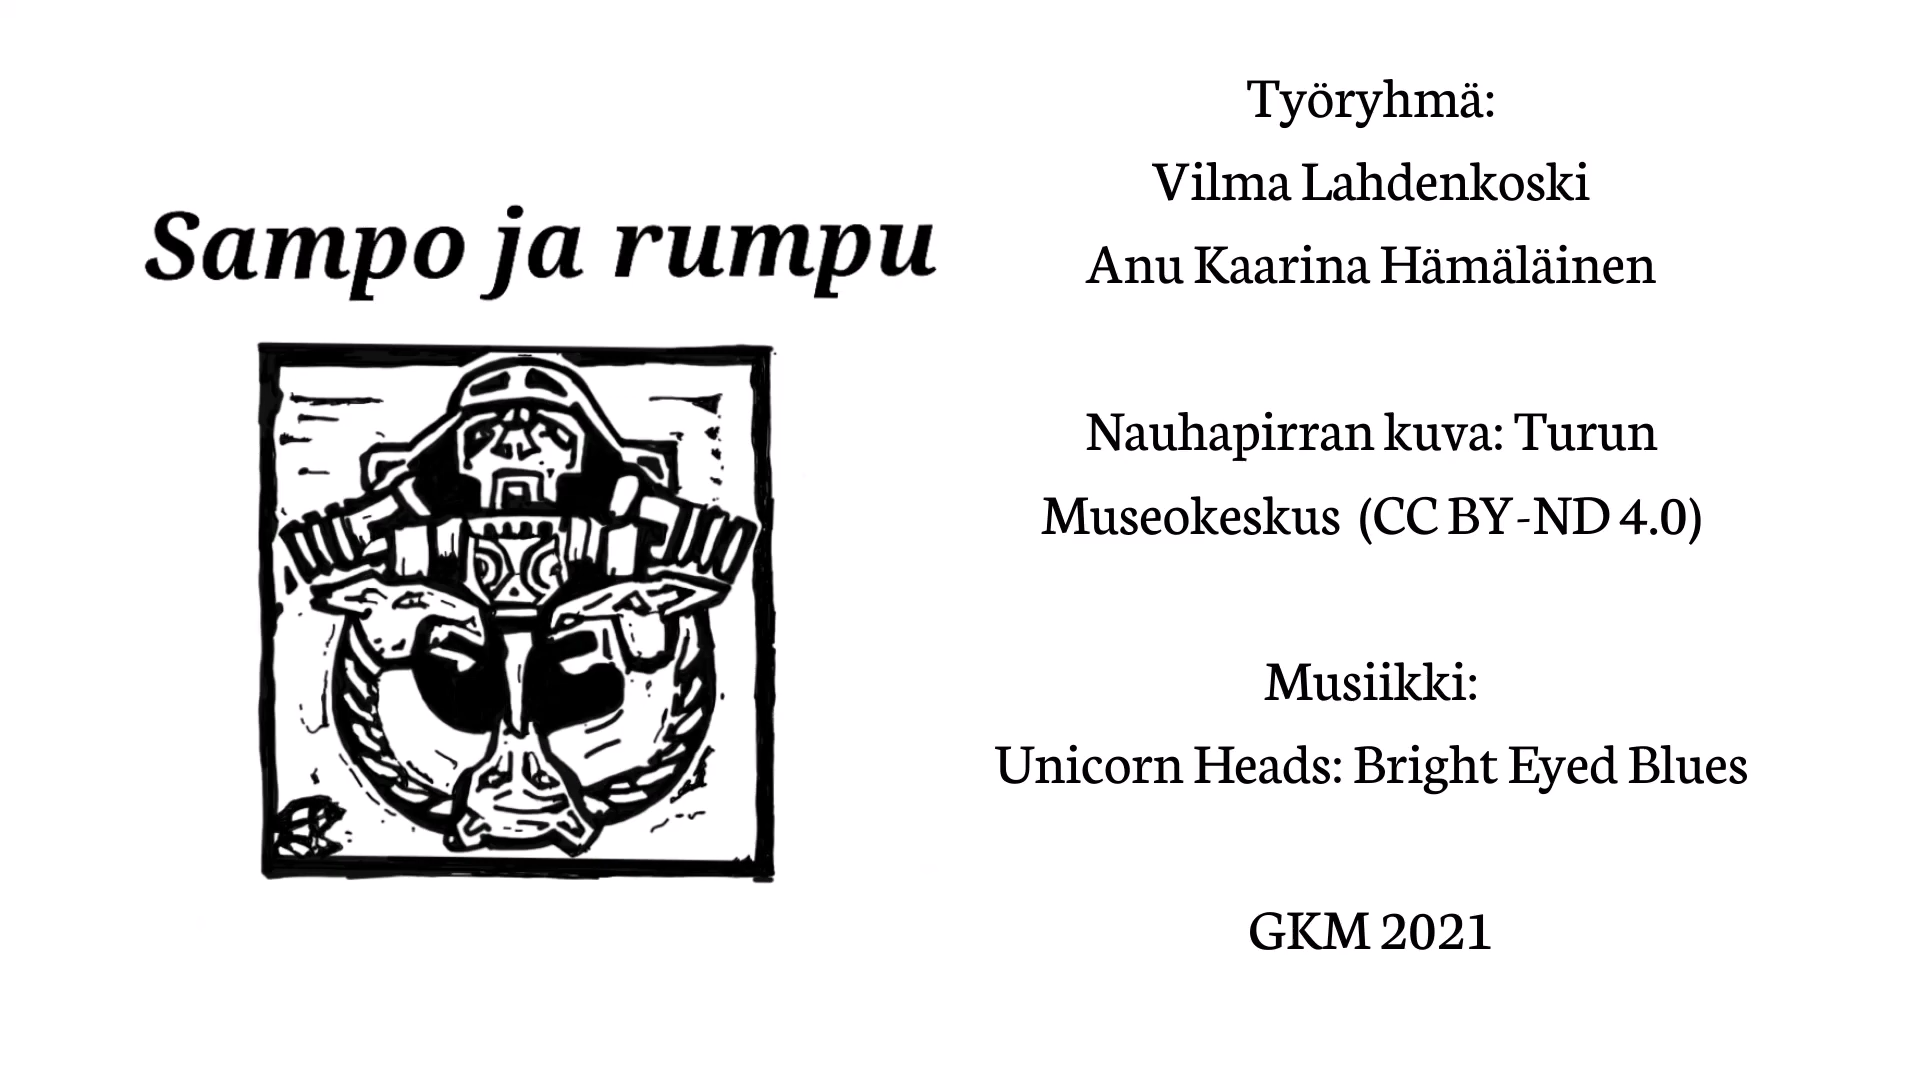 Sampo ja rumpu
Työryhmä:
Vilma Lahdenkoski
Anu Kaarina Hämäläinen
Nauhapirran kuva: Turun
Museokeskus (CC BY-ND 4.0)
Musiikki:
Unicorn Heads: Bright Eyed Blues
GKM 2021